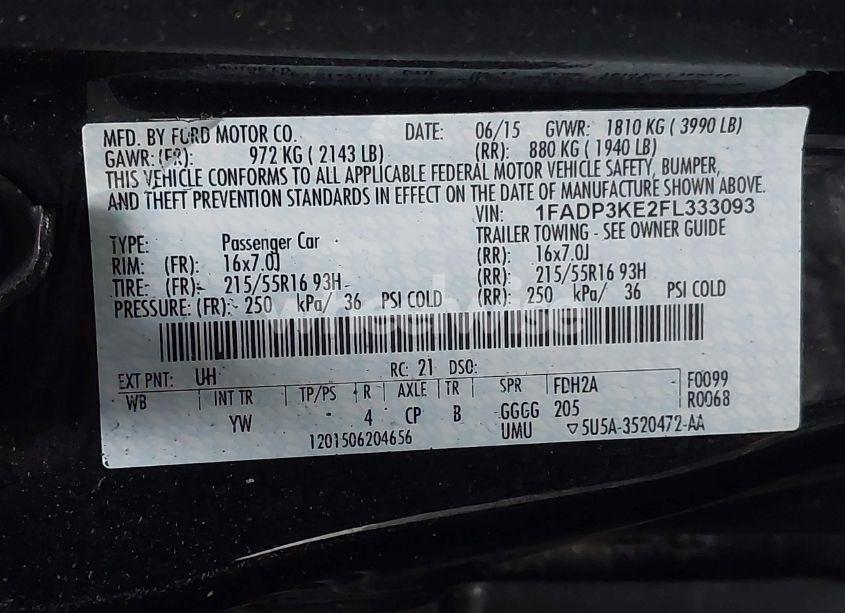 MFD. BY FORD MOTOR CO. DATE: 06/15 GVWR: 1810 KG ( 3990 LB)
GAWR: (FR): 972 KG ( 2143 LB) (RR): 880 KG ( 1940 LB)
THIS VEHICLE CONFORMS TO ALL APPLICABLE FEDERAL MOTOR VEHICLE SAFETY, BUMPER,
AND THEFT PREVENTION STANDARDS IN EFFECT ON THE DATE OF MANUFACTURE SHOWN ABOVE.
VIN: 1FADP3KE2FL333093
TYPE: Passenger Car TRAILER TOWING - SEE OWNER GUIDE
RIM: (FR): 16x7.0J (RR): 16x7.0J
TIRE: (FR): 215/55R16 93H (RR): 215/55R16 93H
PRESSURE: (FR): 250 kPa/ 36 PSI COLD (RR): 250 kPa/ 36 PSI COLD
wheelwise
EXT PNT: UH RC: 21 DSO:
WB INT TR TP/PS R AXLE TR SPR FDH2A F0099
YW - 4 CP B GGGG 205 R0068
1201506204656 UMU ▽5U5A-3520472-AA